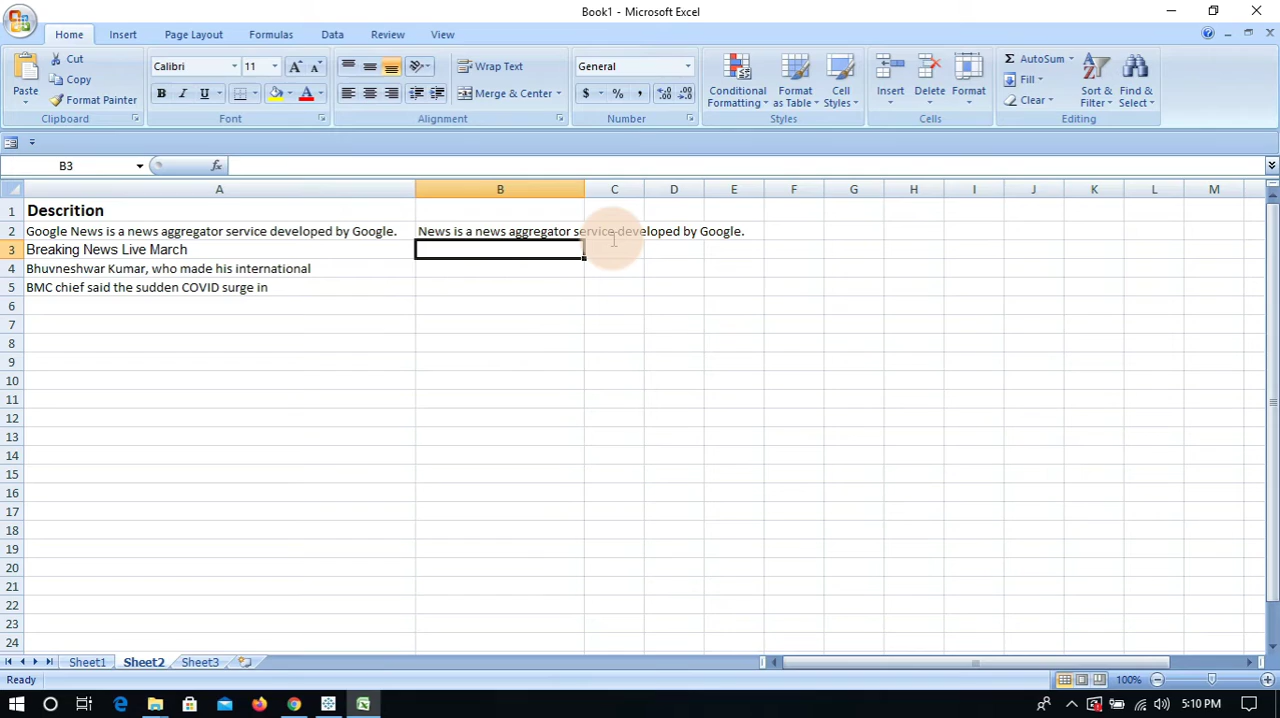 Book1 - Microsoft Excel
Home Insert Page Layout Formulas Data Review View
Paste
Cut
Copy
Format Painter
Clipboard
Calibri 11
B I U
Font
Wrap Text
Merge & Center
Alignment
General
$ % ,
Number
Conditional Formatting
Format as Table
Cell Styles
Styles
Insert Delete Format
Cells
Σ AutoSum
Fill
Clear
Sort & Filter
Find & Select
Editing
B3 fx
A B C D E F G H I J K L M
1 Descrition
2 Google News is a news aggregator service developed by Google. News is a news aggregator service developed by Google.
3 Breaking News Live March
4 Bhuvneshwar Kumar, who made his international
5 BMC chief said the sudden COVID surge in
6
7
8
9
10
11
12
13
14
15
16
17
18
19
20
21
22
23
24
Sheet1 Sheet2 Sheet3
Ready 100%
5:10 PM